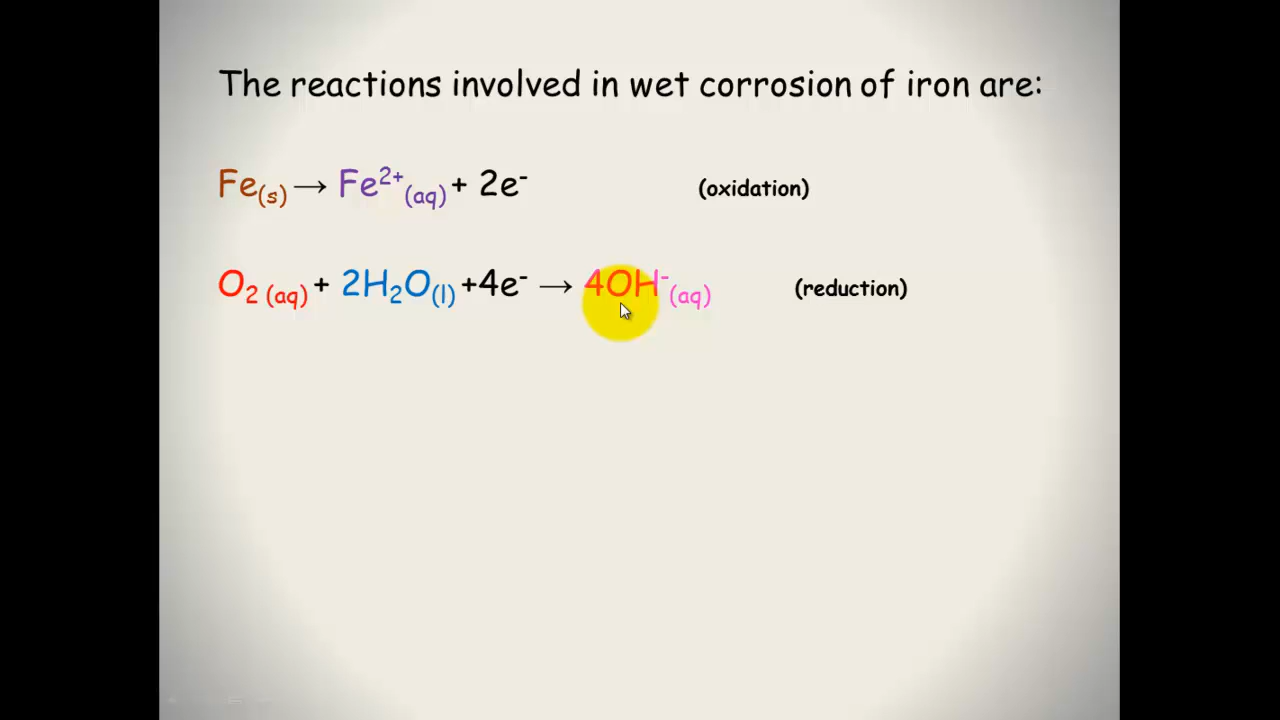 The reactions involved in wet corrosion of iron are:
Fe(s) → Fe²⁺(aq) + 2e⁻ (oxidation)
O₂ (aq) + 2H₂O(l) +4e⁻ → 4OH⁻(aq) (reduction)